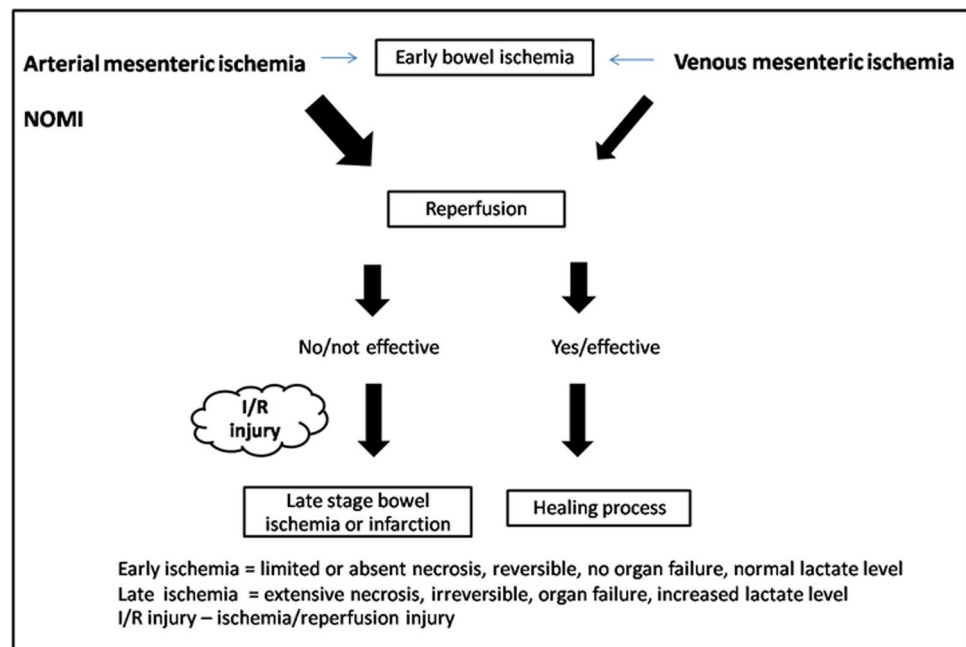 Arterial mesenteric ischemia
Early bowel ischemia
Venous mesenteric ischemia
NOMI
Reperfusion
No/not effective
Yes/effective
I/R
injury
Late stage bowel
ischemia or infarction
Healing process
Early ischemia = limited or absent necrosis, reversible, no organ failure, normal lactate level
Late ischemia = extensive necrosis, irreversible, organ failure, increased lactate level
I/R injury – ischemia/reperfusion injury